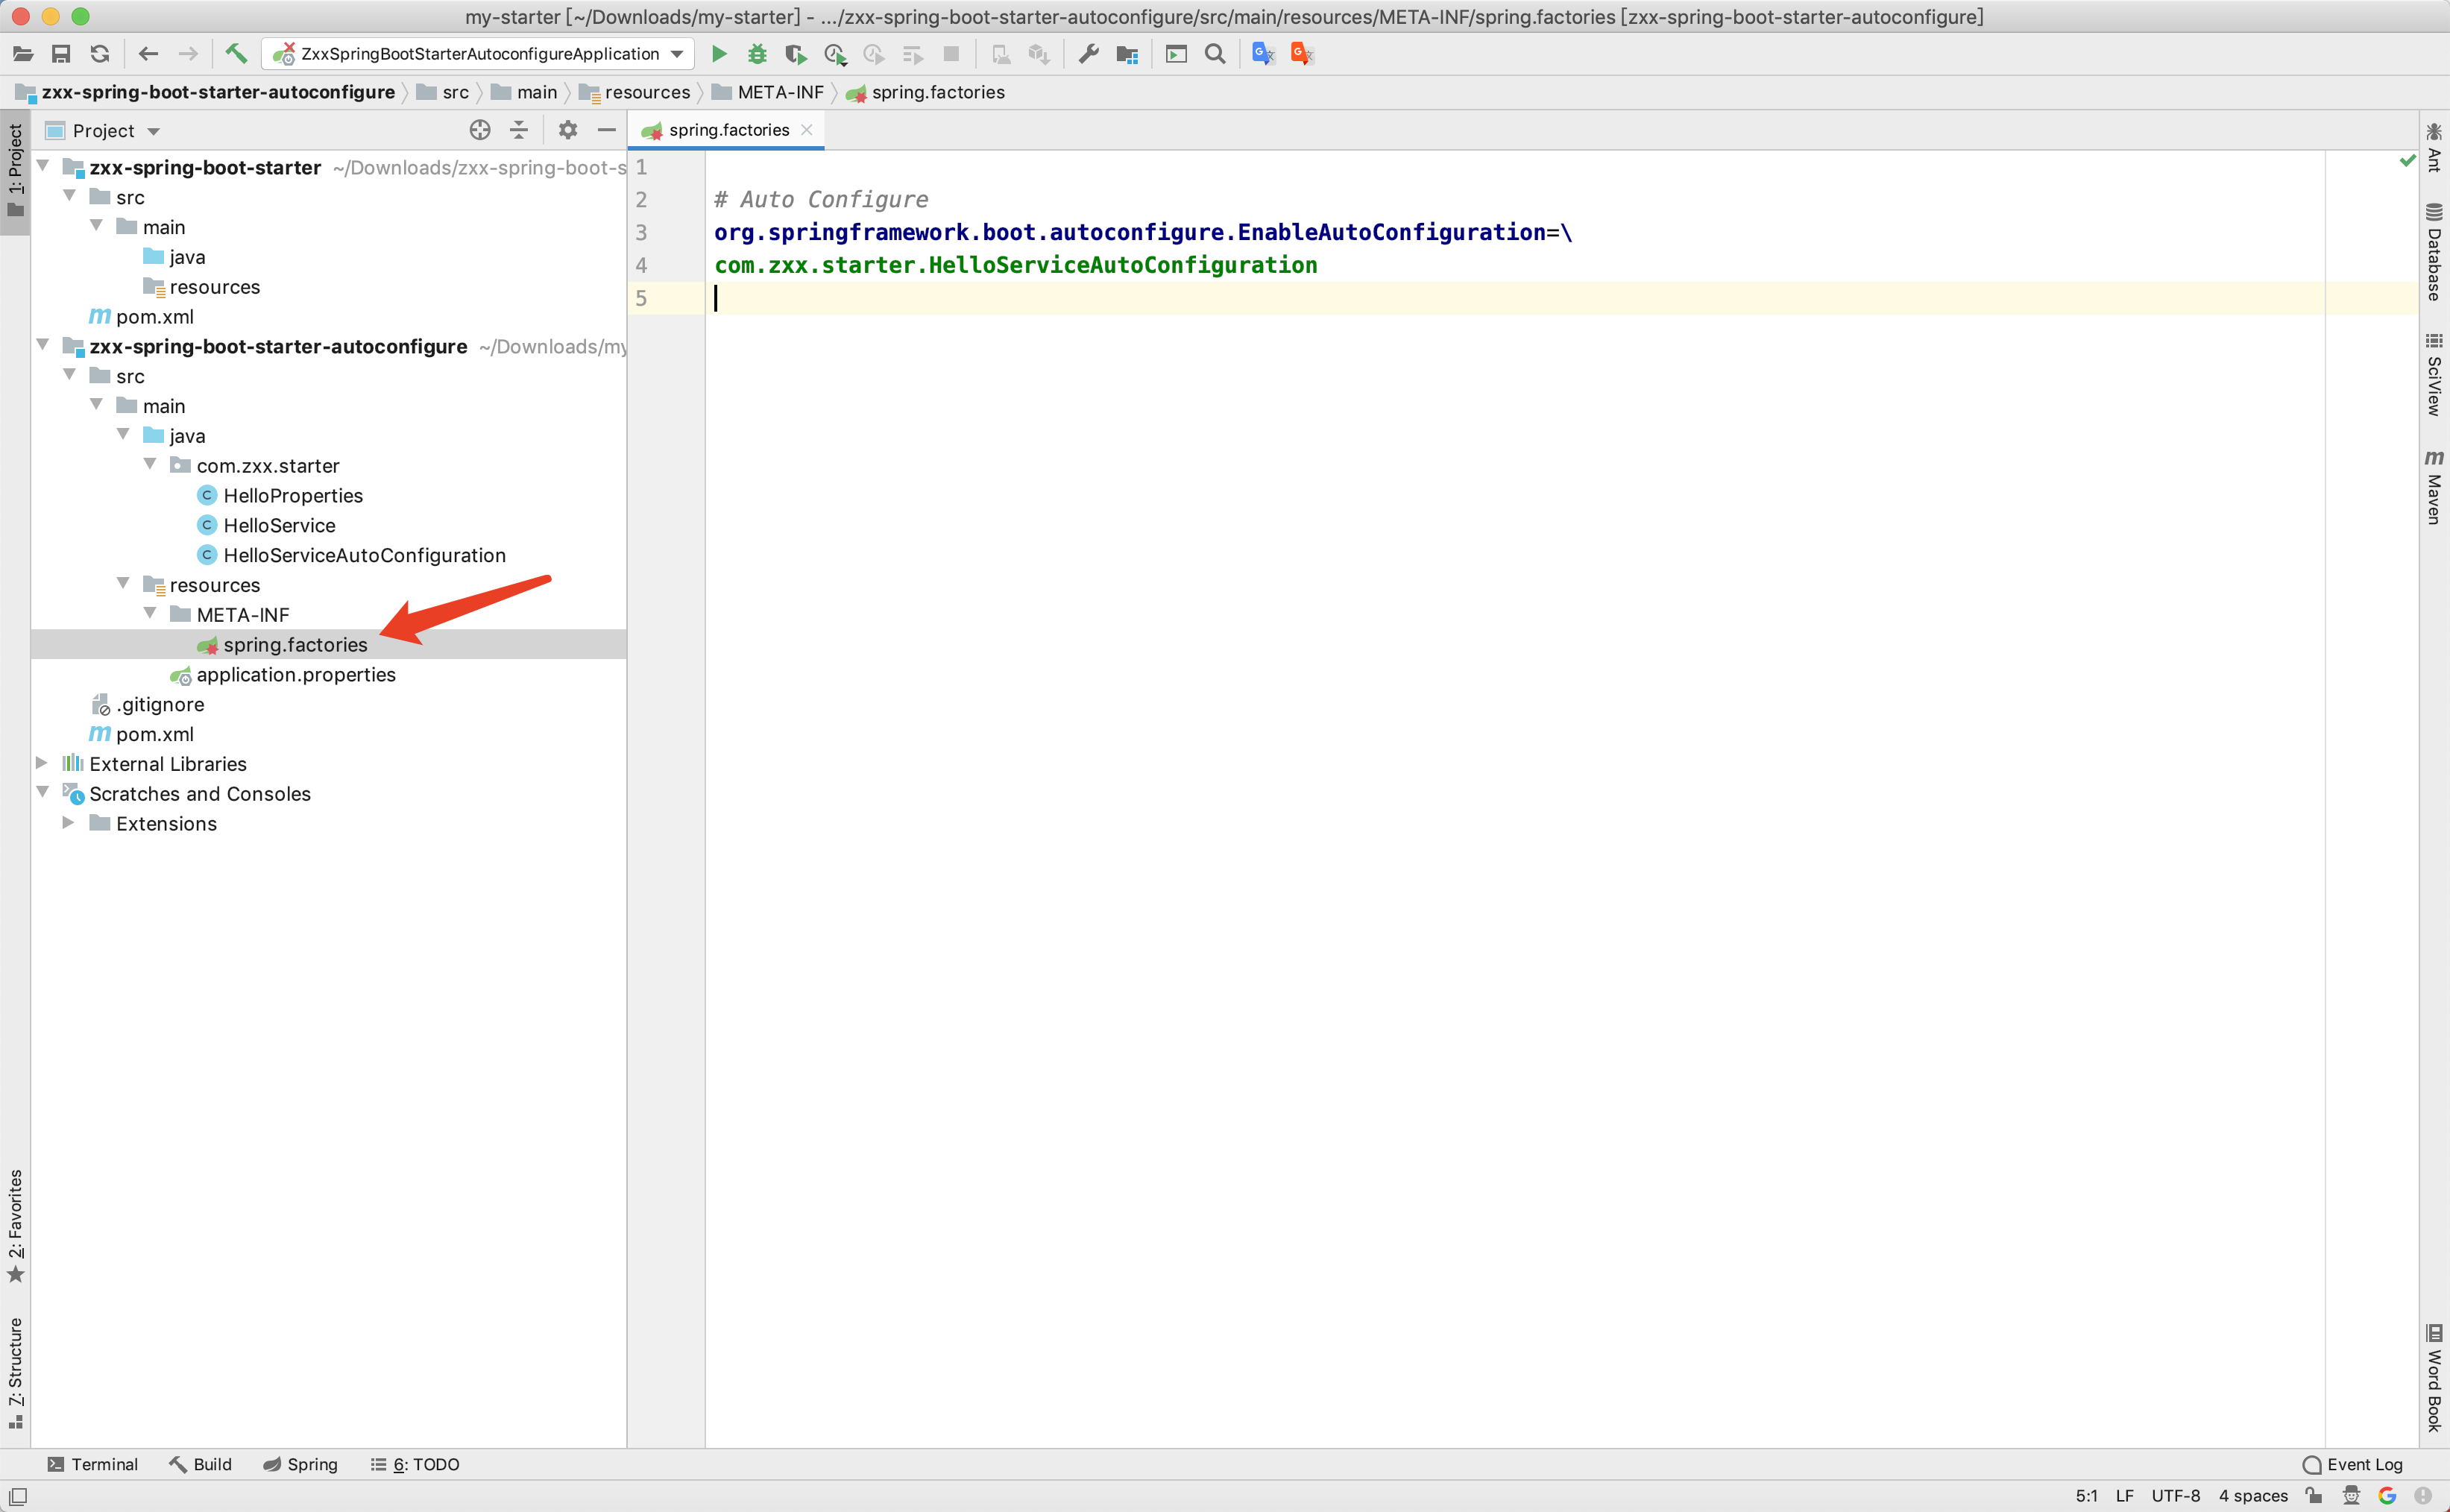 my-starter [~/Downloads/my-starter] - .../zxx-spring-boot-starter-autoconfigure/src/main/resources/META-INF/spring.factories [zxx-spring-boot-starter-autoconfigure]
ZxxSpringBootStarterAutoconfigureApplication
zxx-spring-boot-starter-autoconfigure src main resources META-INF spring.factories
1: Project
Project
spring.factories
zxx-spring-boot-starter ~/Downloads/zxx-spring-boot-s
src
main
java
resources
pom.xml
zxx-spring-boot-starter-autoconfigure ~/Downloads/my
src
main
java
com.zxx.starter
HelloProperties
HelloService
HelloServiceAutoConfiguration
resources
META-INF
spring.factories
application.properties
.gitignore
pom.xml
External Libraries
Scratches and Consoles
Extensions
1
2 # Auto Configure
3 org.springframework.boot.autoconfigure.EnableAutoConfiguration=\
4 com.zxx.starter.HelloServiceAutoConfiguration
5
Ant
Database
SciView
Maven
Word Book
2: Favorites
Z: Structure
Terminal Build Spring 6: TODO Event Log
5:1 LF UTF-8 4 spaces